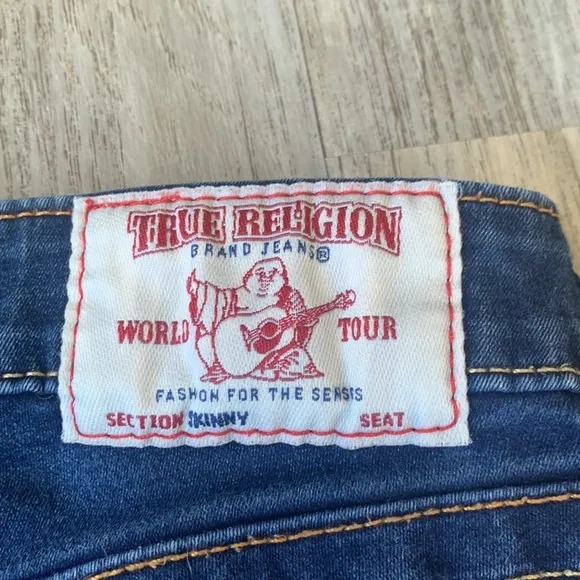 TRUE RELIGION
BRAND JEANS®
WORLD TOUR
FASHION FOR THE SENSES
SECTION SKINNY SEAT